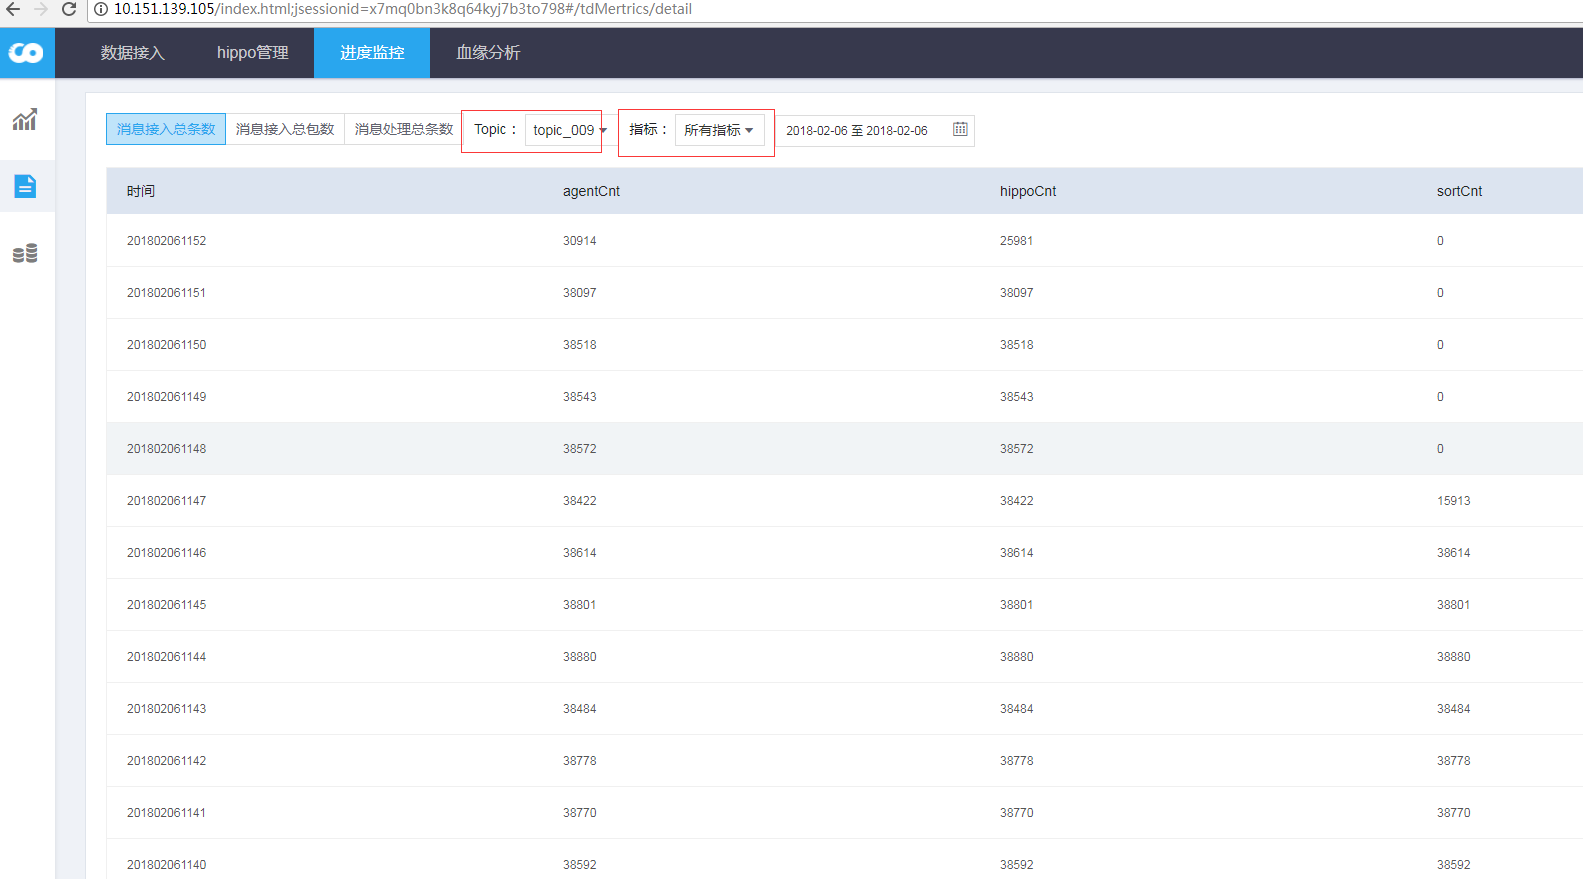 10.151.139.105/index.html;jsessionid=x7mq0bn3k8q64kyj7b3to798#/tdMertrics/detail
数据接入 hippo管理 进度监控 血缘分析
消息接入总条数 消息接入总包数 消息处理总条数 Topic： topic_009 指标： 所有指标 2018-02-06 至 2018-02-06
时间 agentCnt hippoCnt sortCnt
201802061152 30914 25981 0
201802061151 38097 38097 0
201802061150 38518 38518 0
201802061149 38543 38543 0
201802061148 38572 38572 0
201802061147 38422 38422 15913
201802061146 38614 38614 38614
201802061145 38801 38801 38801
201802061144 38880 38880 38880
201802061143 38484 38484 38484
201802061142 38778 38778 38778
201802061141 38770 38770 38770
201802061140 38592 38592 38592